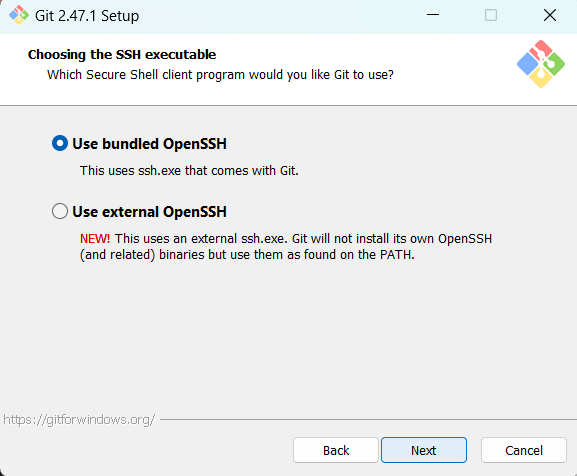 Git 2.47.1 Setup
Choosing the SSH executable
Which Secure Shell client program would you like Git to use?
Use bundled OpenSSH
This uses ssh.exe that comes with Git.
Use external OpenSSH
NEW! This uses an external ssh.exe. Git will not install its own OpenSSH
(and related) binaries but use them as found on the PATH.
https://gitforwindows.org/
Back Next Cancel